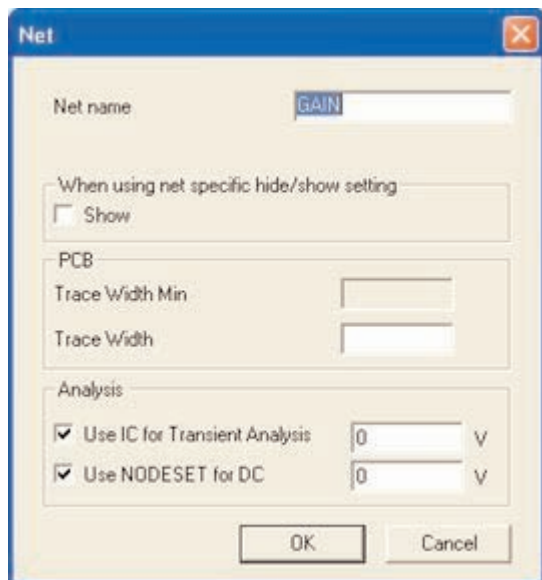 Net
Net name GAIN
When using net specific hide/show setting
Show
PCB
Trace Width Min
Trace Width
Analysis
Use IC for Transient Analysis 0 V
Use NODESET for DC 0 V
OK Cancel